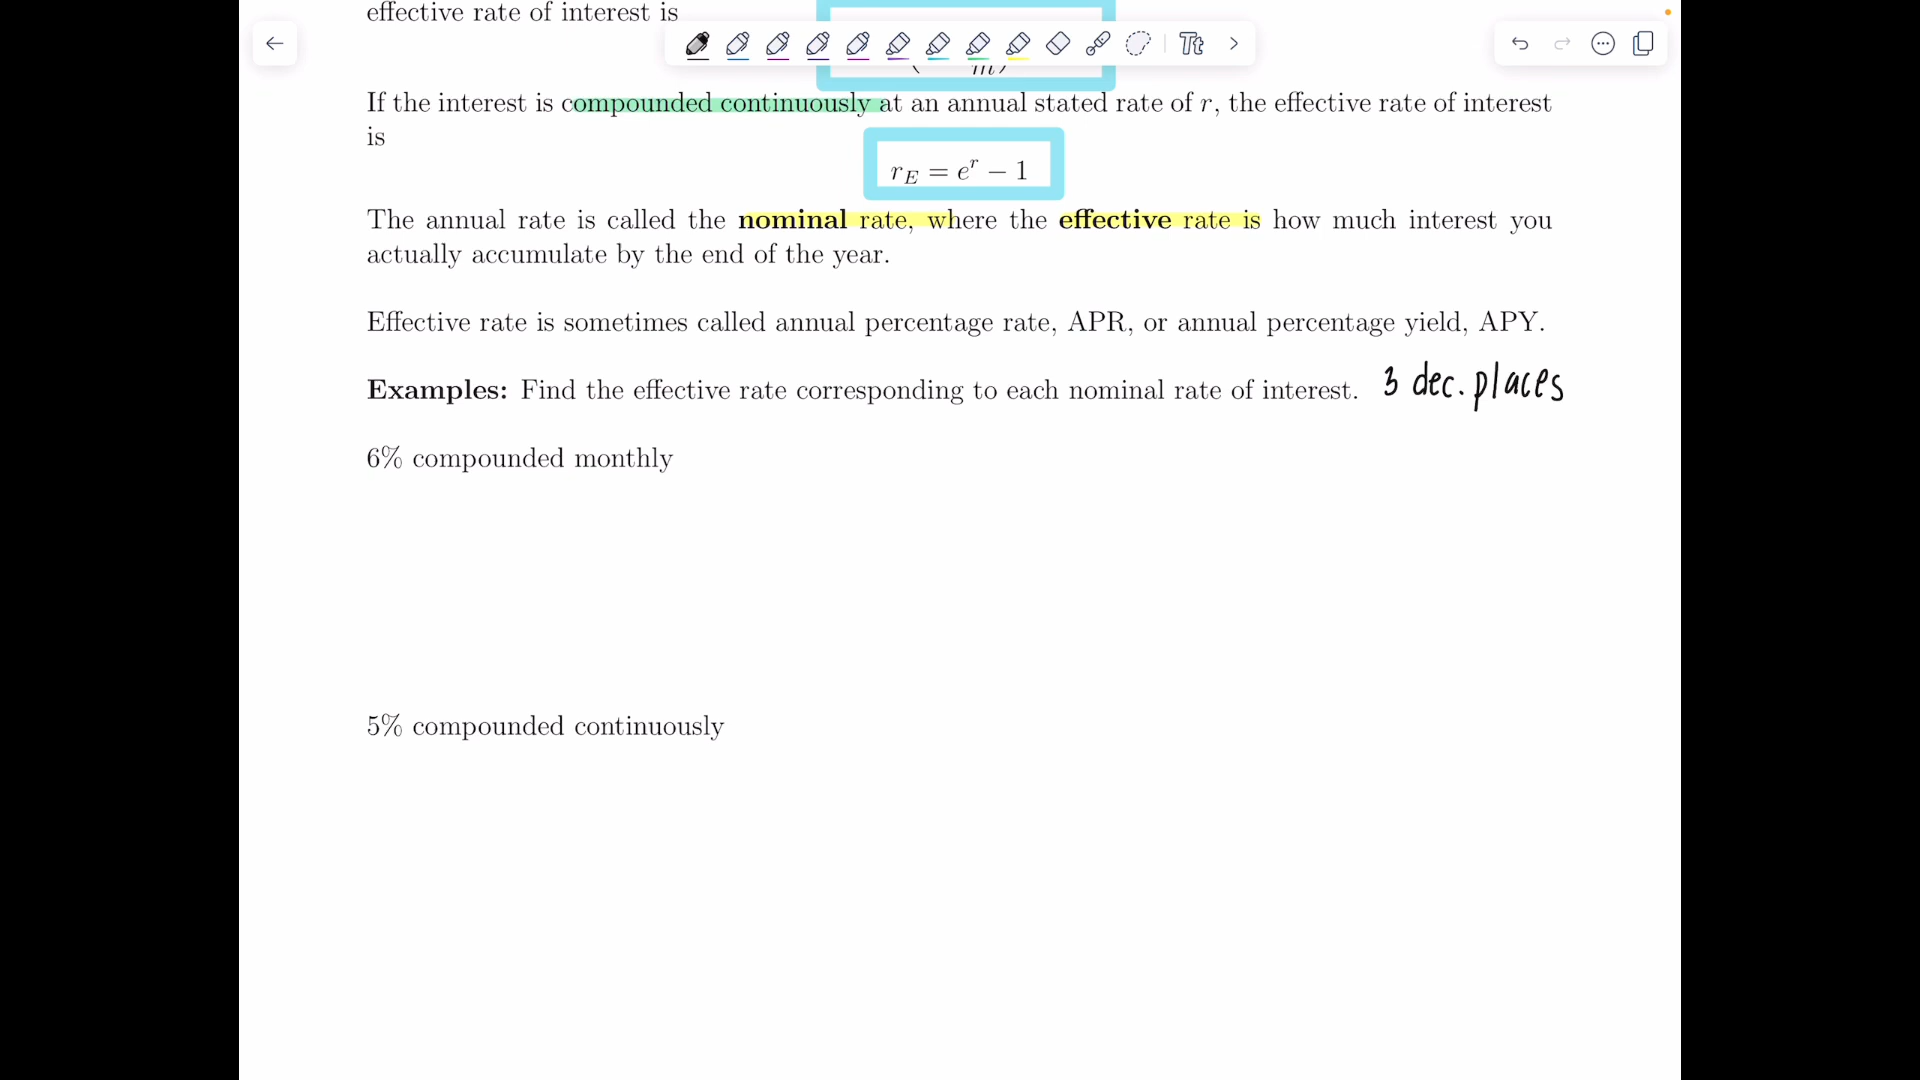 effective rate of interest is
Tt
m)
If the interest is compounded continuously at an annual stated rate of r, the effective rate of interest
is
r_E = e^r − 1
The annual rate is called the nominal rate, where the effective rate is how much interest you
actually accumulate by the end of the year.
Effective rate is sometimes called annual percentage rate, APR, or annual percentage yield, APY.
Examples: Find the effective rate corresponding to each nominal rate of interest. 3 dec. places
6% compounded monthly
5% compounded continuously